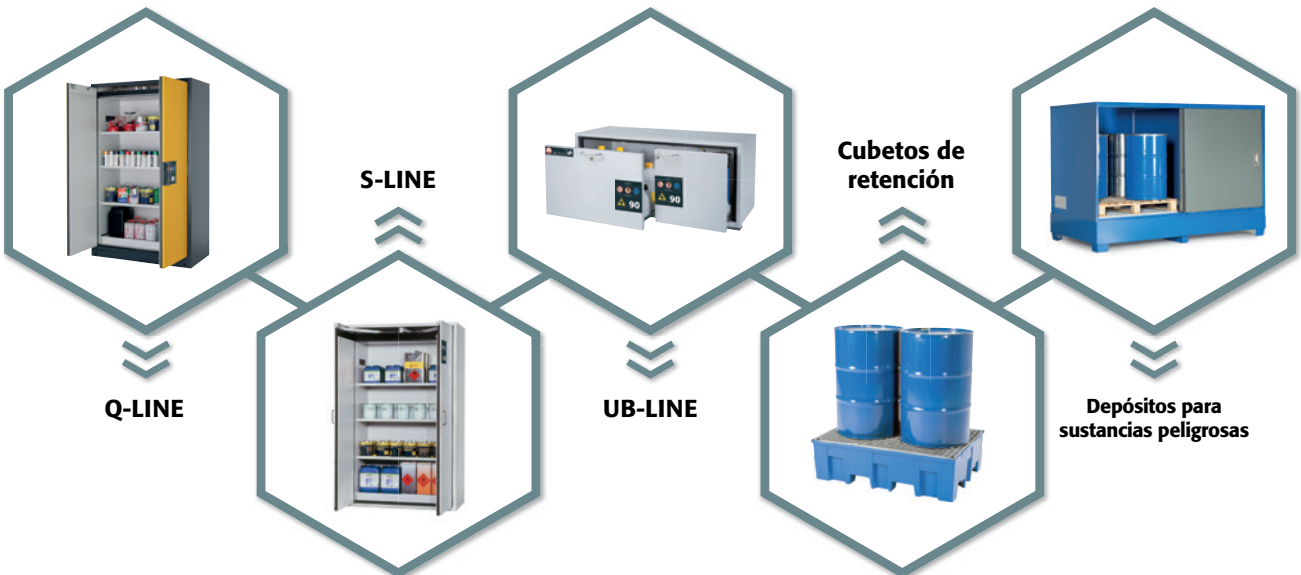 S-LINE
Cubetos de
retención
90
90
Q-LINE
UB-LINE
Depósitos para
sustancias peligrosas